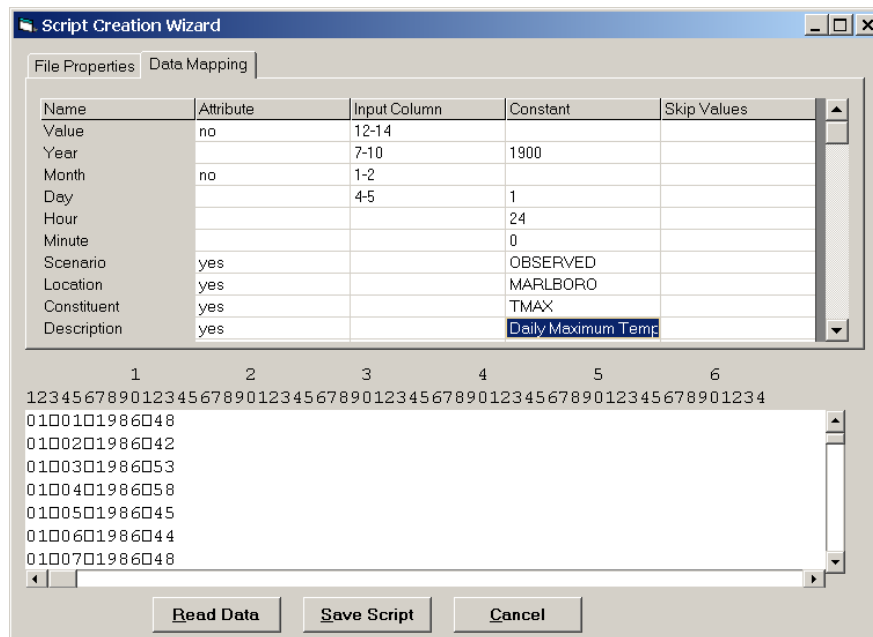 Script Creation Wizard
File Properties Data Mapping
Name Attribute Input Column Constant Skip Values
Value no 12-14
Year 7-10 1900
Month no 1-2
Day 4-5 1
Hour 24
Minute 0
Scenario yes OBSERVED
Location yes MARLBORO
Constituent yes TMAX
Description yes Daily Maximum Temp
1 2 3 4 5 6
1234567890123456789012345678901234567890123456789012345678901234
01□01□1986□48
01□02□1986□42
01□03□1986□53
01□04□1986□58
01□05□1986□45
01□06□1986□44
01□07□1986□48
Read Data Save Script Cancel